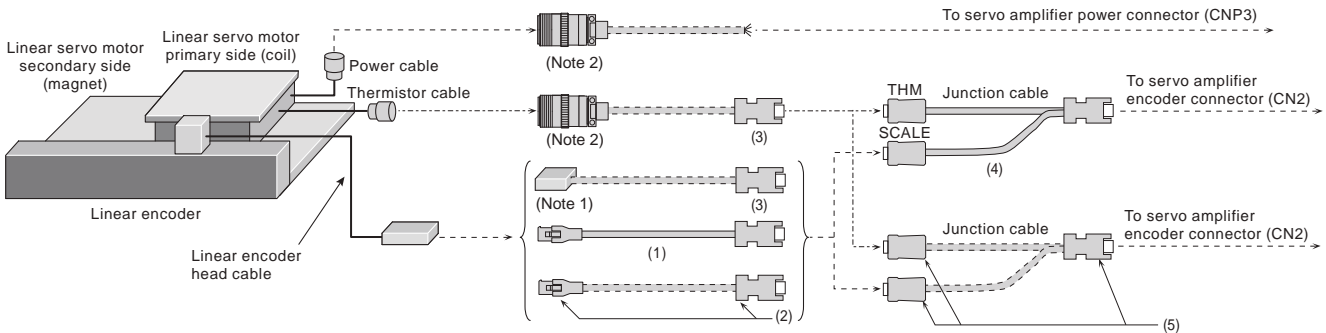 To servo amplifier power connector (CNP3)
Linear servo motor
primary side (coil)
Linear servo motor
secondary side
(magnet)
Power cable
(Note 2)
Thermistor cable
THM
Junction cable
To servo amplifier
encoder connector (CN2)
(Note 2)
(3)
SCALE
(4)
(Note 1)
(3)
Linear encoder
(1)
Junction cable
To servo amplifier
encoder connector (CN2)
Linear encoder
head cable
(2)
(5)